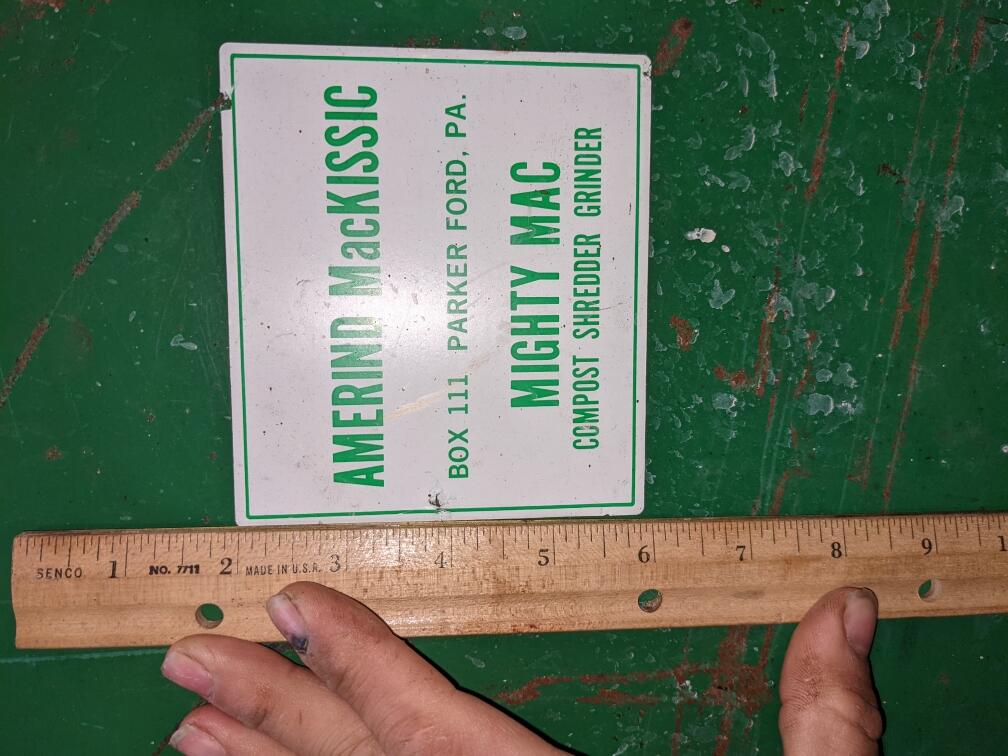 AMERIND MacKISSIC
BOX 111 PARKER FORD, PA.
MIGHTY MAC
COMPOST SHREDDER GRINDER
SENCO 1 NO. 7711 2 MADE IN U.S.A. 3 4 5 6 7 8 9 1